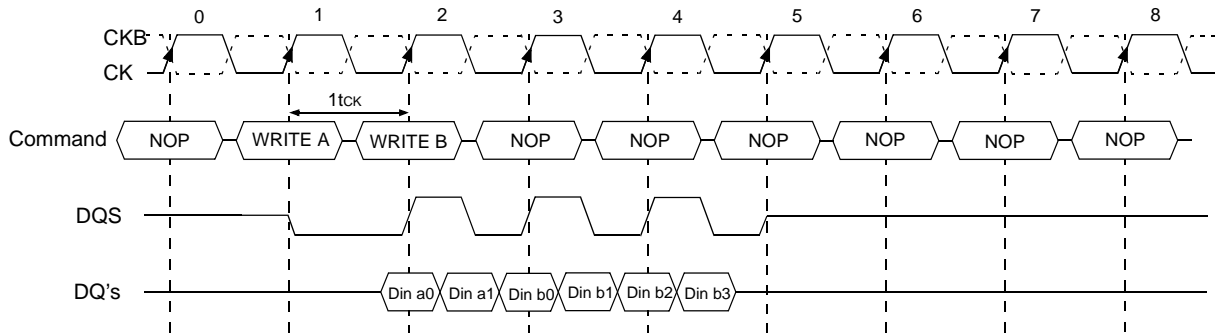 0 1 2 3 4 5 6 7 8
CKB
CK
1tCK
Command NOP WRITE A WRITE B NOP NOP NOP NOP NOP NOP
DQS
DQ's Din a0 Din a1 Din b0 Din b1 Din b2 Din b3